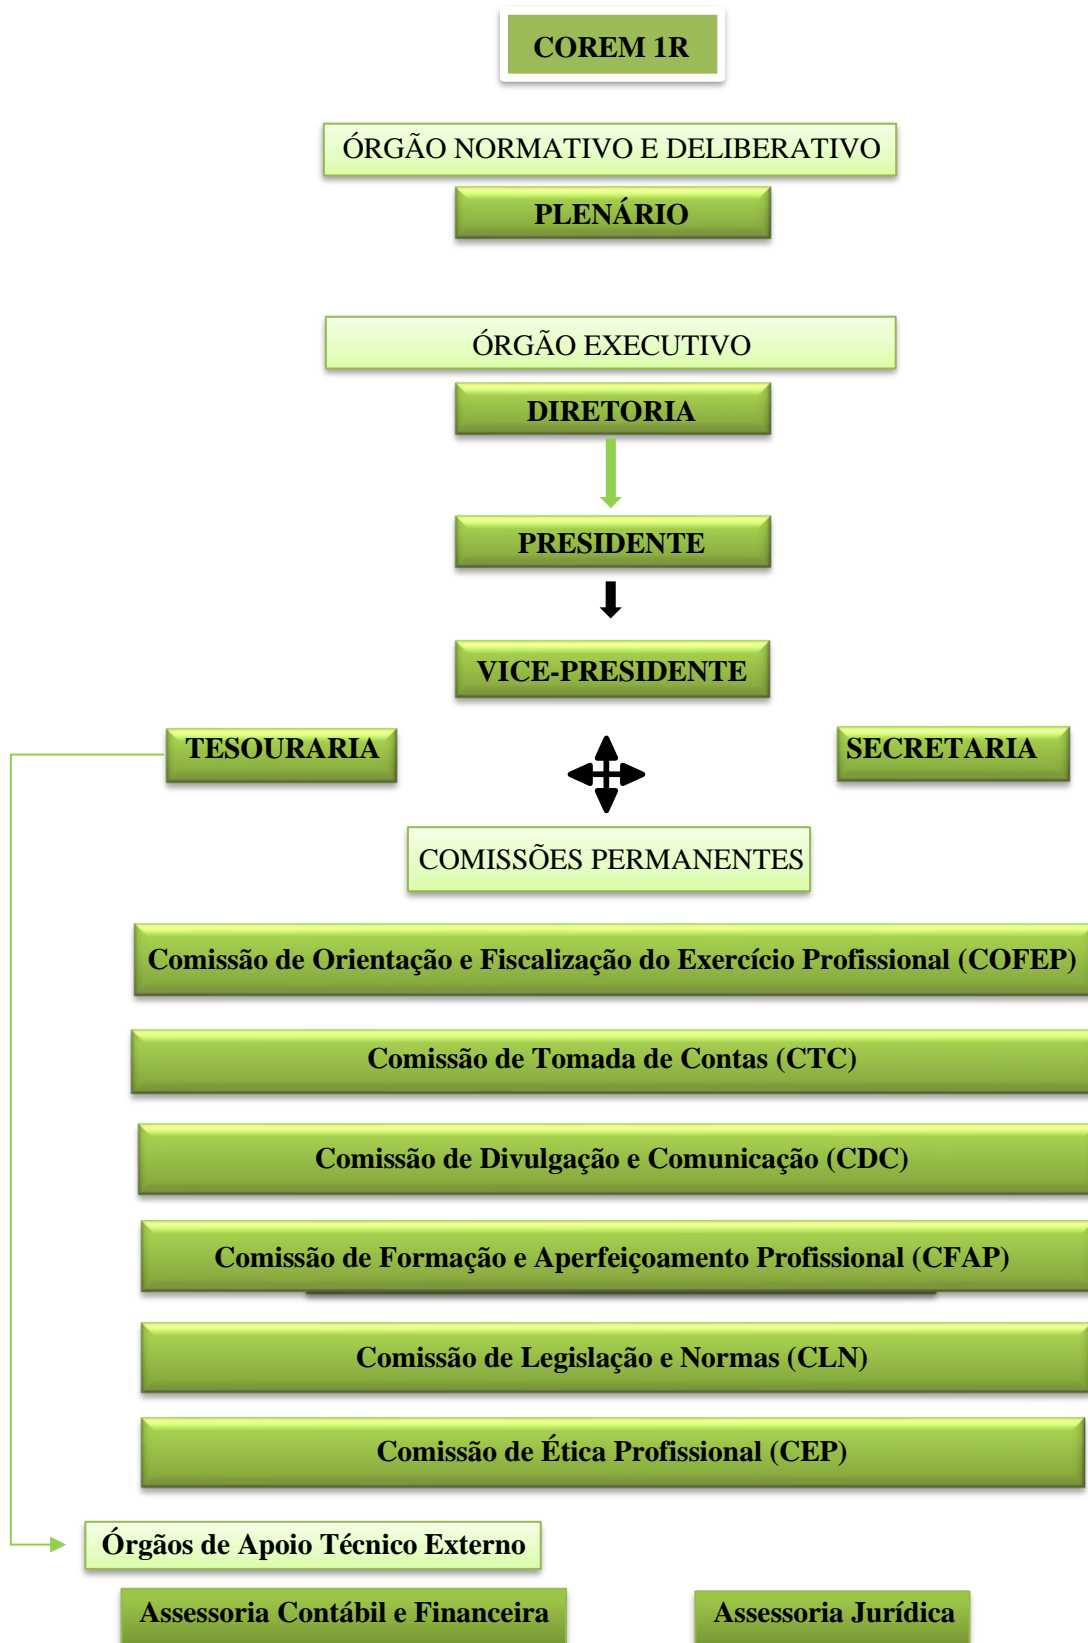 COREM 1R
ÓRGÃO NORMATIVO E DELIBERATIVO
PLENÁRIO
ÓRGÃO EXECUTIVO
DIRETORIA
PRESIDENTE
VICE-PRESIDENTE
TESOURARIA
SECRETARIA
COMISSÕES PERMANENTES
Comissão de Orientação e Fiscalização do Exercício Profissional (COFEP)
Comissão de Tomada de Contas (CTC)
Comissão de Divulgação e Comunicação (CDC)
Comissão de Formação e Aperfeiçoamento Profissional (CFAP)
Comissão de Legislação e Normas (CLN)
Comissão de Ética Profissional (CEP)
Órgãos de Apoio Técnico Externo
Assessoria Contábil e Financeira
Assessoria Jurídica